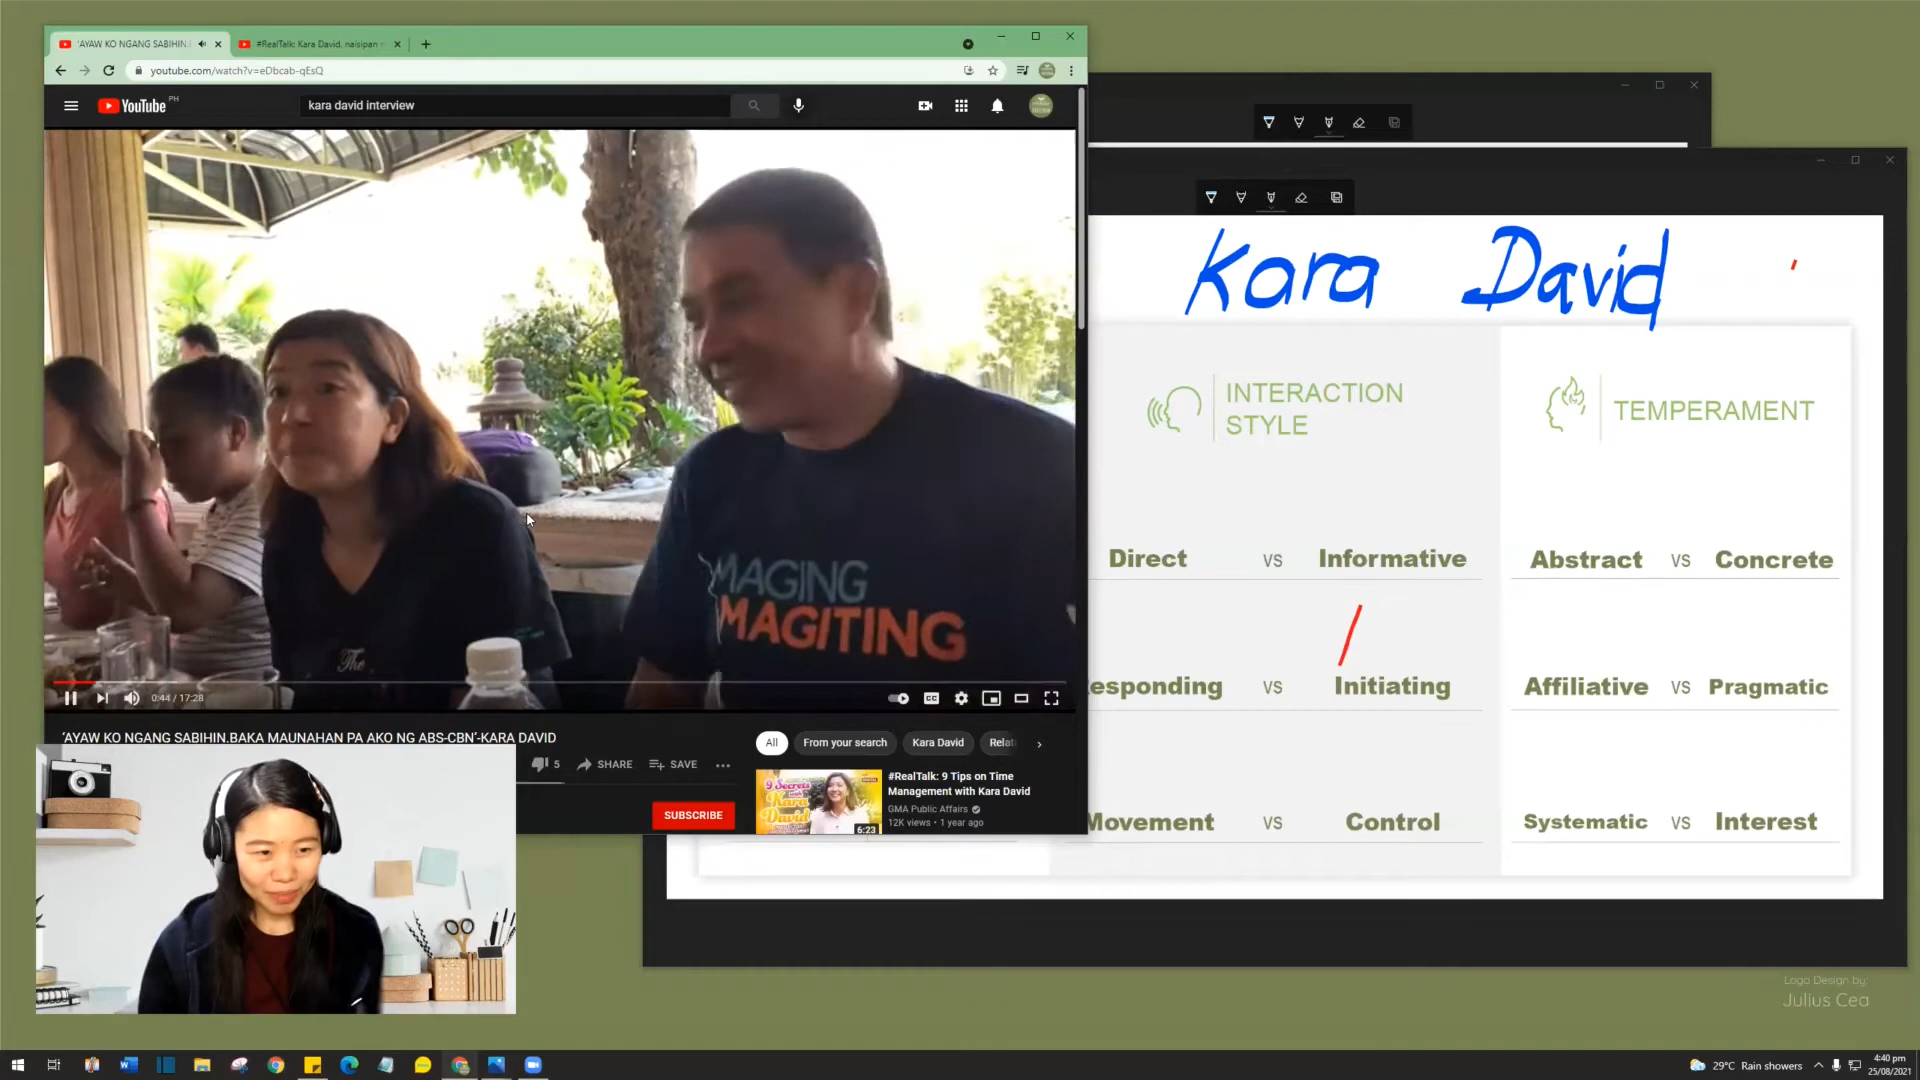 'AYAW KO NGANG SABIHIN.
#RealTalk: Kara David, naisipan
youtube.com/watch?v=eDbcab-qEsQ
YouTube PH
kara david interview
MAGING
MAGITING
The
0:44 / 17:28
'AYAW KO NGANG SABIHIN.BAKA MAUNAHAN PA AKO NG ABS-CBN'-KARA DAVID
5 SHARE SAVE
SUBSCRIBE
All From your search Kara David Relat
#RealTalk: 9 Tips on Time
Management with Kara David
GMA Public Affairs
12K views • 1 year ago
9 Secrets
with
Kara
David
6:23
Kara David
INTERACTION
STYLE
TEMPERAMENT
Direct vs Informative
Abstract vs Concrete
esponding vs Initiating
Affiliative vs Pragmatic
Movement vs Control
Systematic vs Interest
Logo Design by:
Julius Cea
29°C Rain showers
4:40 pm
25/08/2021